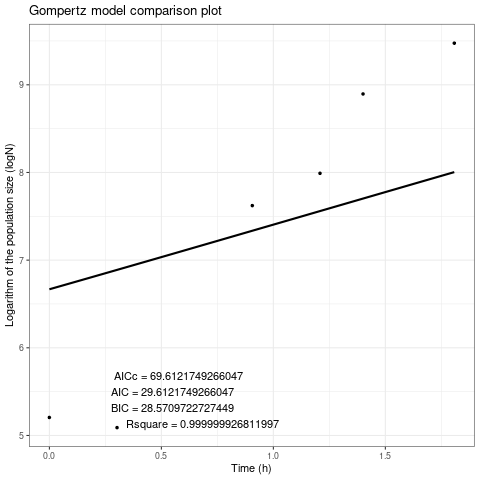 Gompertz model comparison plot
Logarithm of the population size (logN)
9
8
7
6
5
AICc = 69.6121749266047
AIC = 29.6121749266047
BIC = 28.5709722727449
Rsquare = 0.999999926811997
0.0 0.5 1.0 1.5
Time (h)